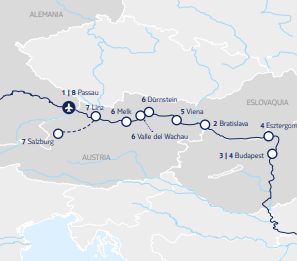 ALEMANIA
1 | 8 Passau
7 Linz
6 Melk
6 Dürnstein
5 Viena
ESLOVAQUIA
2 Bratislava
4 Esztergom
7 Salzburg
6 Valle del Wachau
3 | 4 Budapest
AUSTRIA